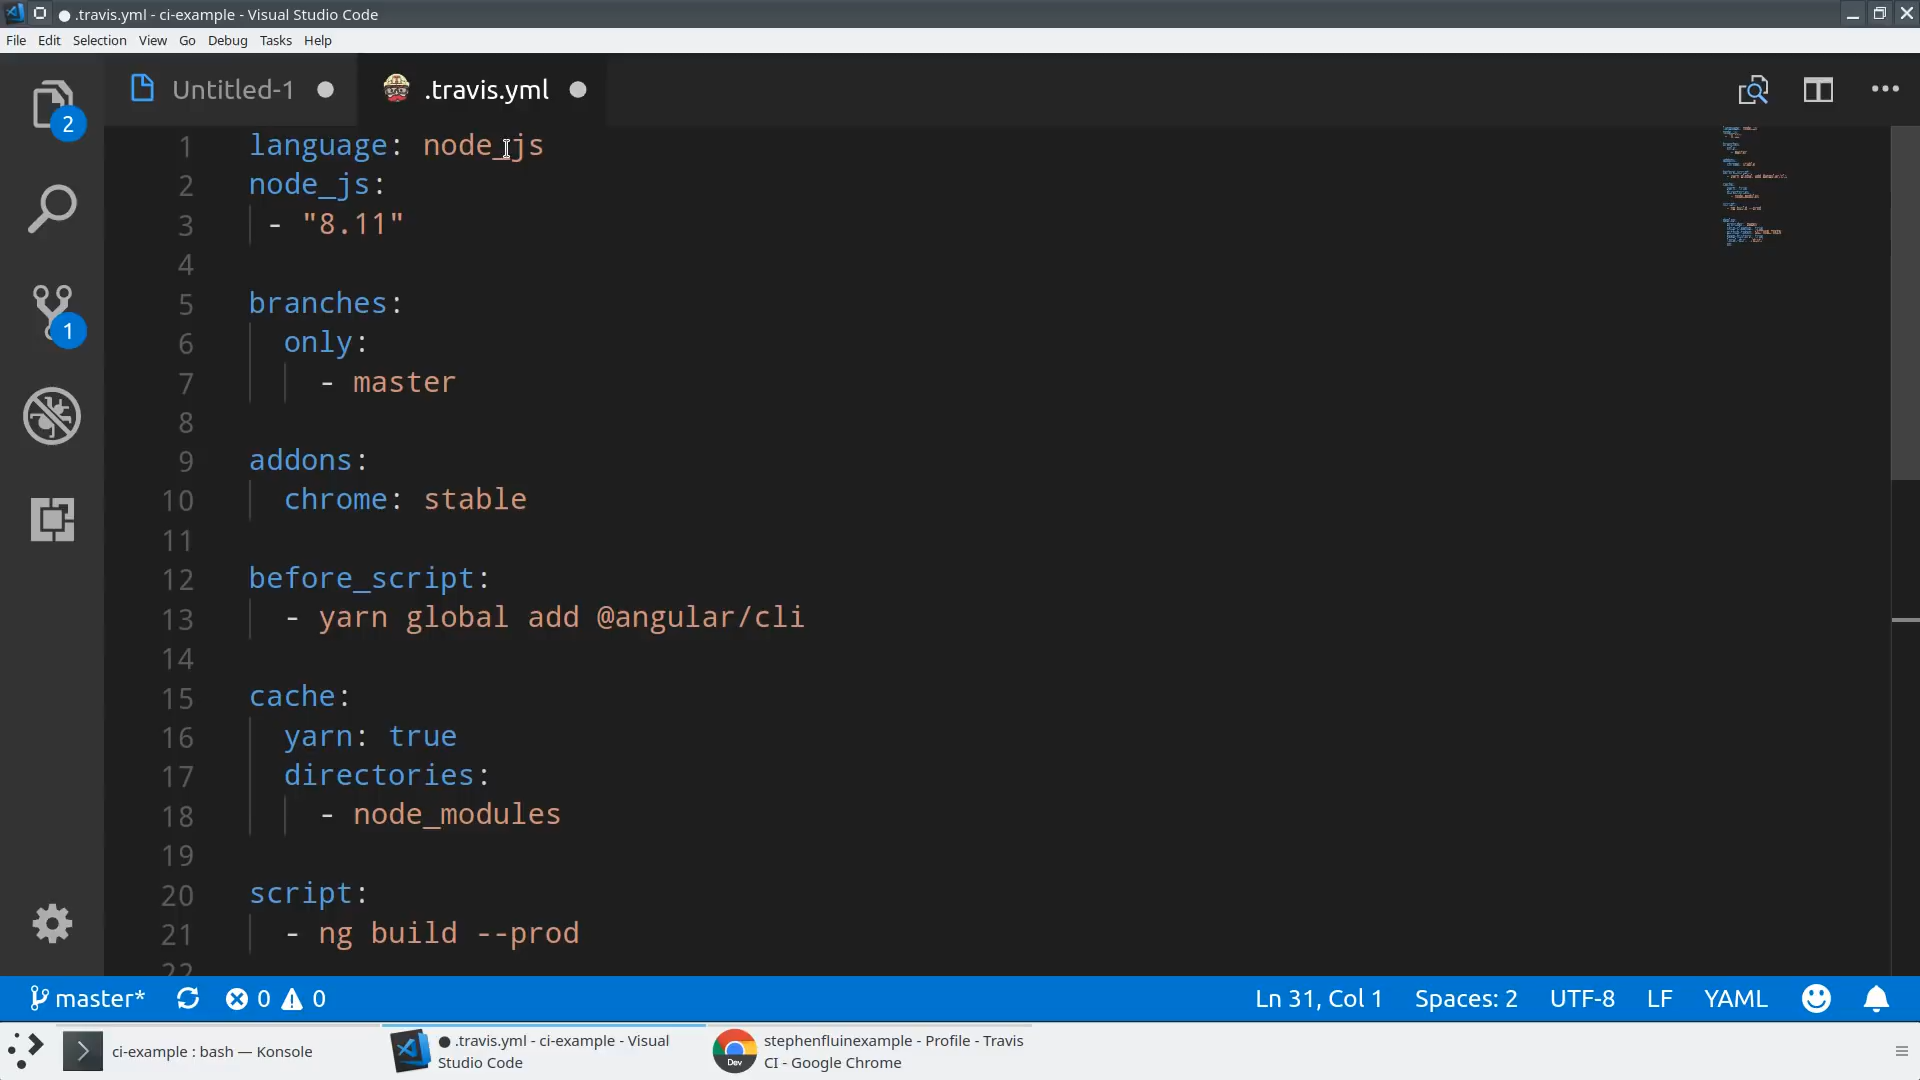 .travis.yml - ci-example - Visual Studio Code
File Edit Selection View Go Debug Tasks Help
Untitled-1 .travis.yml
2
1
1 language: node_js
2 node_js:
3 - "8.11"
4
5 branches:
6 only:
7 - master
8
9 addons:
10 chrome: stable
11
12 before_script:
13 - yarn global add @angular/cli
14
15 cache:
16 yarn: true
17 directories:
18 - node_modules
19
20 script:
21 - ng build --prod
22
master* 0 0 Ln 31, Col 1 Spaces: 2 UTF-8 LF YAML
ci-example : bash — Konsole
.travis.yml - ci-example - Visual
Studio Code
Dev
stephenfluinexample - Profile - Travis
CI - Google Chrome